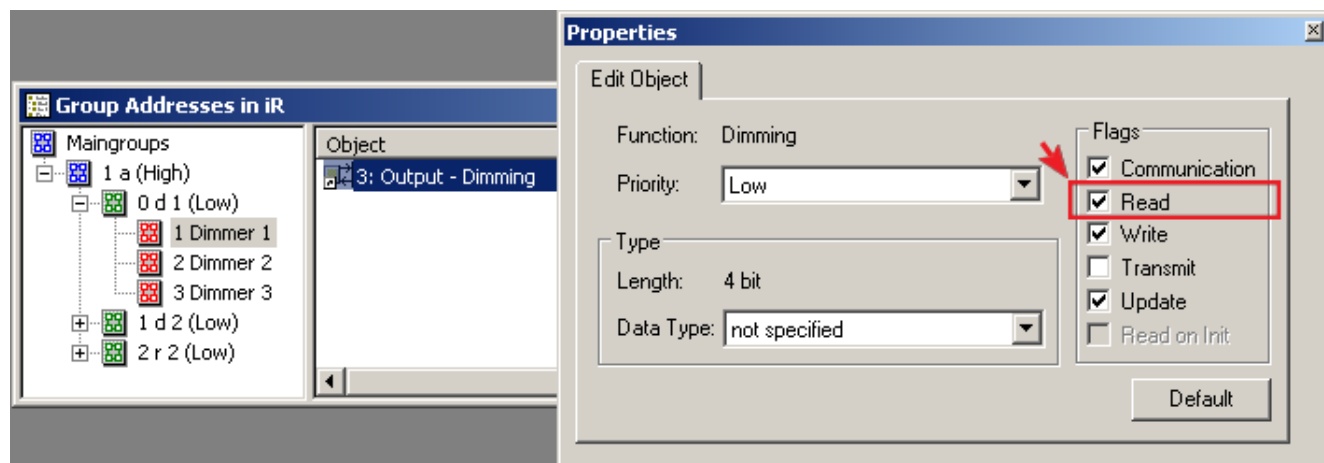 Group Addresses in iR
Maingroups
1 a (High)
0 d 1 (Low)
1 Dimmer 1
2 Dimmer 2
3 Dimmer 3
1 d 2 (Low)
2 r 2 (Low)
Object
3: Output - Dimming
Properties
Edit Object
Function: Dimming
Priority: Low
Type
Length: 4 bit
Data Type: not specified
Flags
Communication
Read
Write
Transmit
Update
Read on Init
Default